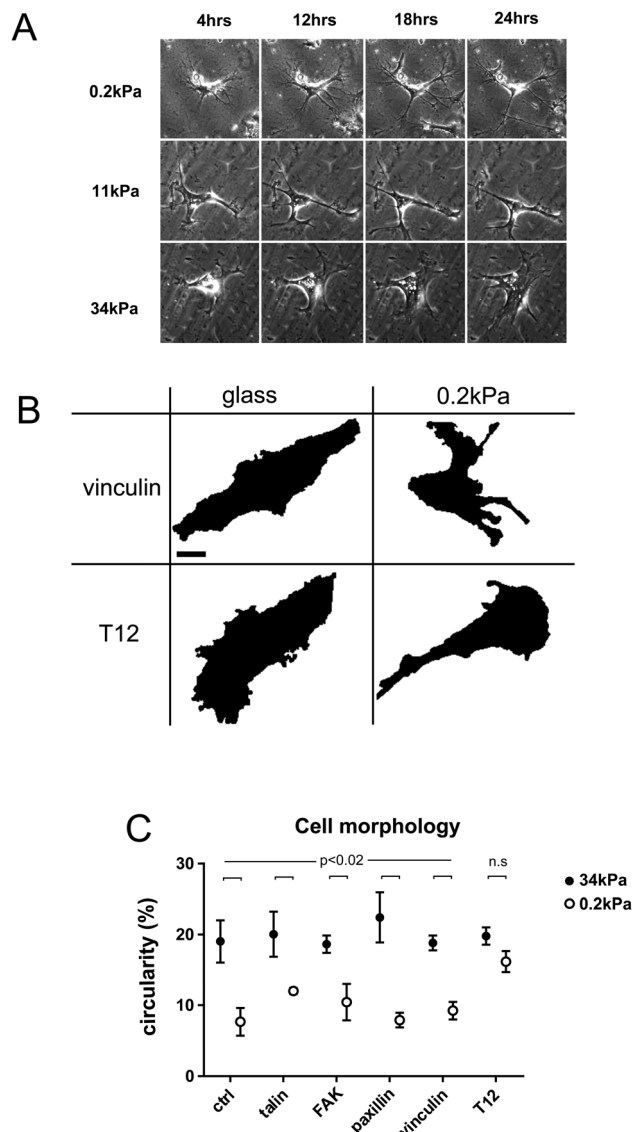 A
4hrs 12hrs 18hrs 24hrs
0.2kPa
11kPa
34kPa
B
glass 0.2kPa
vinculin
T12
C
Cell morphology
p<0.02 n.s
34kPa
0.2kPa
circularity (%)
30
20
10
0
ctrl talin FAK paxillin vinculin T12